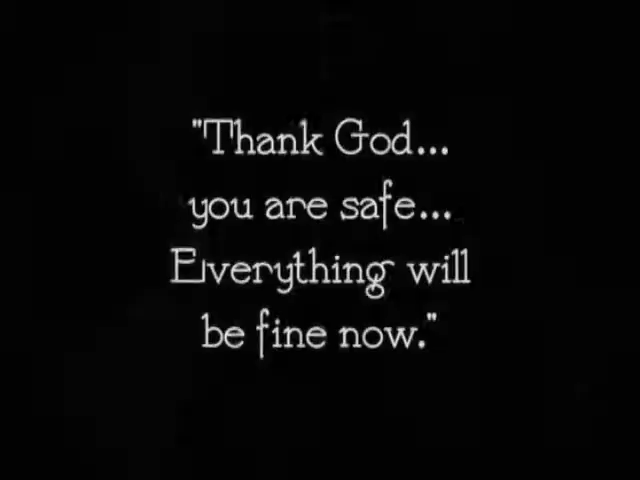 "Thank God...
you are safe...
Everything will
be fine now."